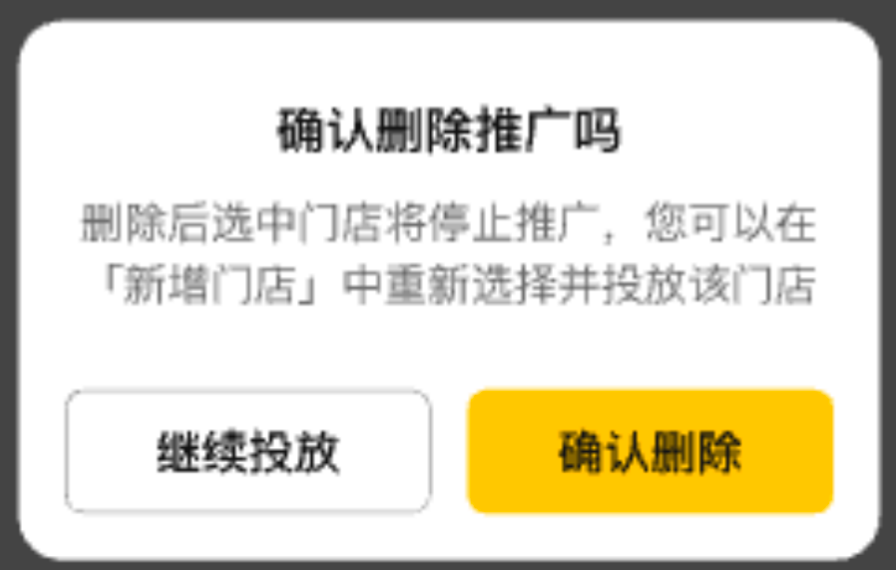 确认删除推广吗
删除后选中门店将停止推广，您可以在
「新增门店」中重新选择并投放该门店
继续投放
确认删除